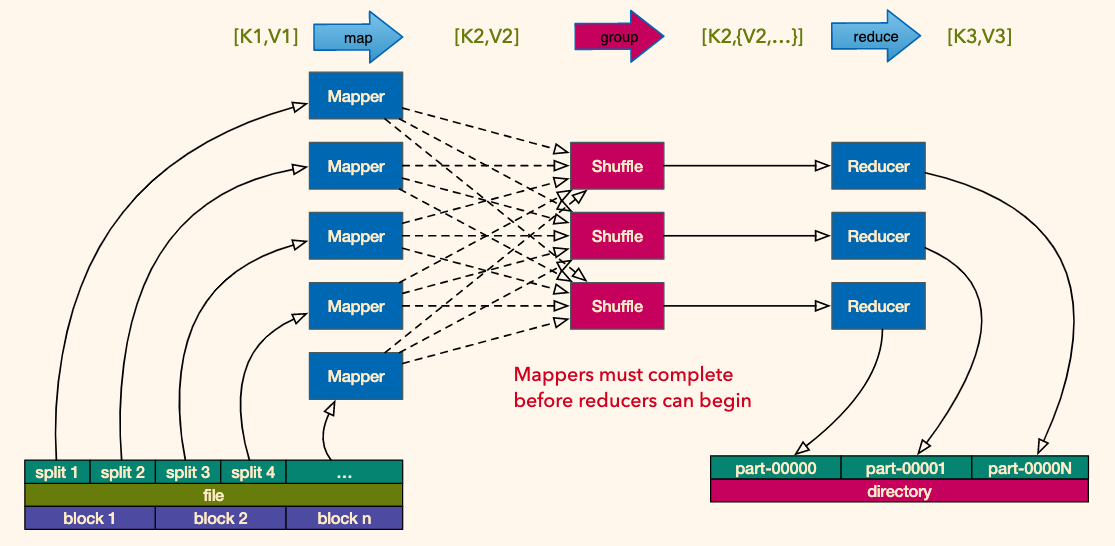 [K1,V1] map [K2,V2] group [K2,{V2,...}] reduce [K3,V3]
Mapper
Mapper Shuffle Reducer
Mapper Shuffle Reducer
Mapper Shuffle Reducer
Mapper
Mappers must complete
before reducers can begin
split 1 split 2 split 3 split 4 ...
file
block 1 block 2 block n
part-00000 part-00001 part-0000N
directory